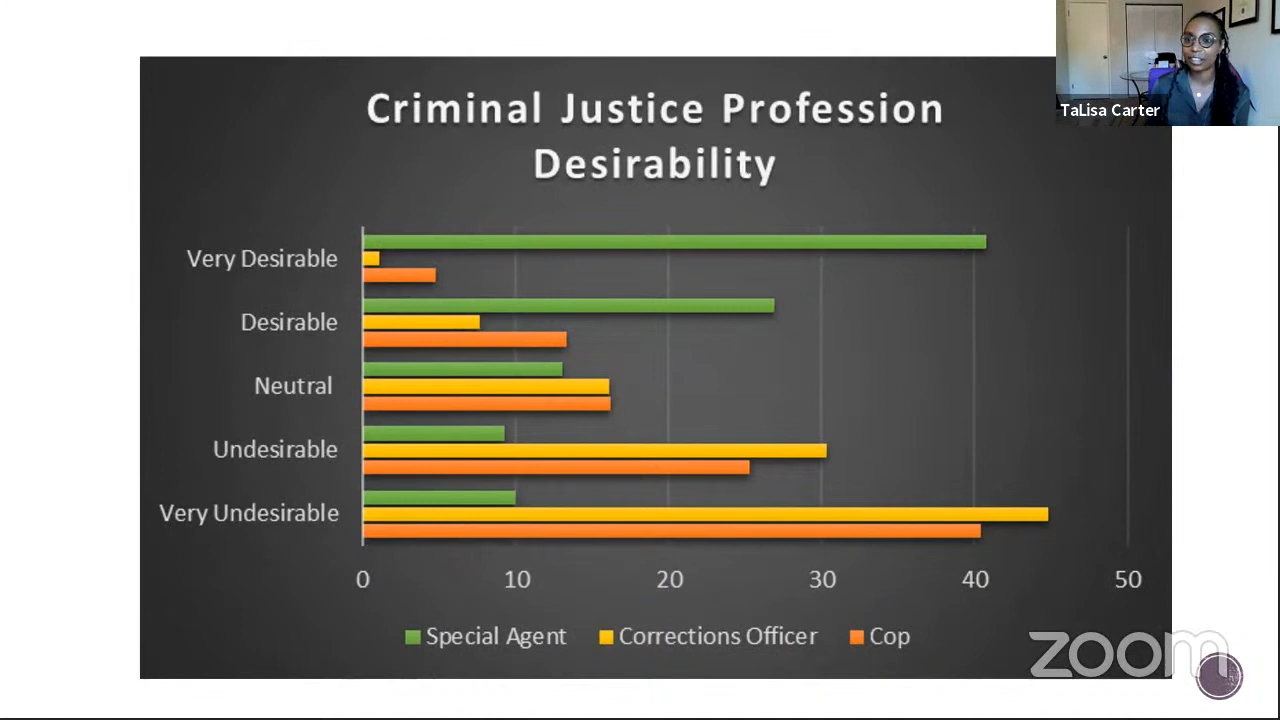 TaLisa Carter
Criminal Justice Profession
Desirability
Very Desirable
Desirable
Neutral
Undesirable
Very Undesirable
0 10 20 30 40 50
Special Agent Corrections Officer Cop
zoom